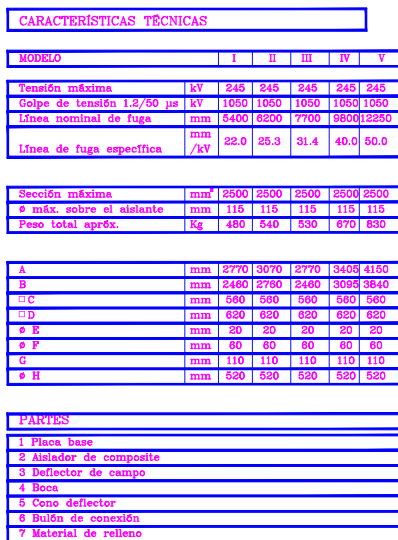 CARACTERÍSTICAS TÉCNICAS
MODELO I II III IV V
Tensión máxima kV 245 245 245 245 245
Golpe de tensión 1.2/50 µs kV 1050 1050 1050 1050 1050
Línea nominal de fuga mm 5400 6200 7700 9800 12250
Línea de fuga específica mm/kV 22.0 25.3 31.4 40.0 50.0
Sección máxima mm² 2500 2500 2500 2500 2500
ø máx. sobre el aislante mm 115 115 115 115 115
Peso total apróx. Kg 480 540 530 670 830
A mm 2770 3070 2770 3405 4150
B mm 2460 2760 2460 3095 3840
□ C mm 560 560 560 560 560
□ D mm 620 620 620 620 620
ø E mm 20 20 20 20 20
ø F mm 60 60 60 60 60
G mm 110 110 110 110 110
ø H mm 520 520 520 520 520
PARTES
1 Placa base
2 Aislador de composite
3 Deflector de campo
4 Boca
5 Cono deflector
6 Bulón de conexión
7 Material de relleno